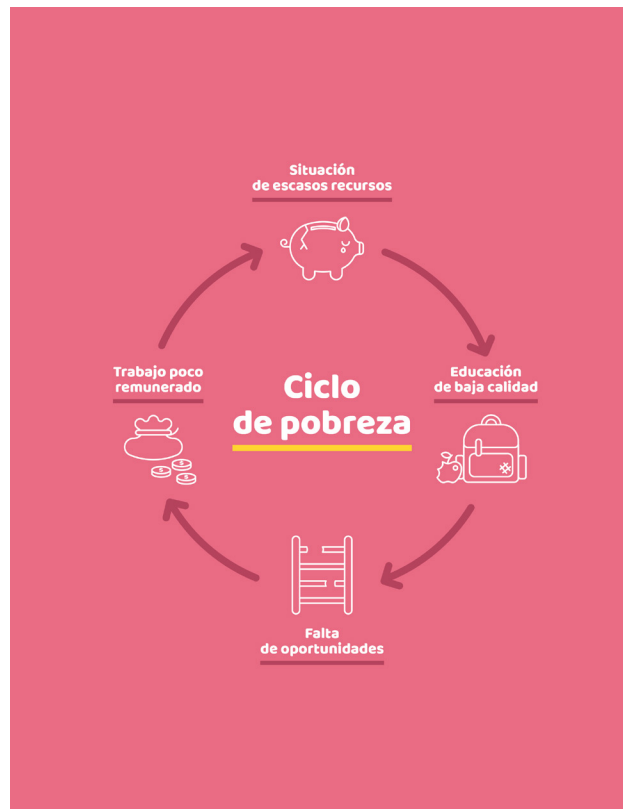 Situación
de escasos recursos
Trabajo poco
remunerado
Ciclo
de pobreza
Educación
de baja calidad
Falta
de oportunidades